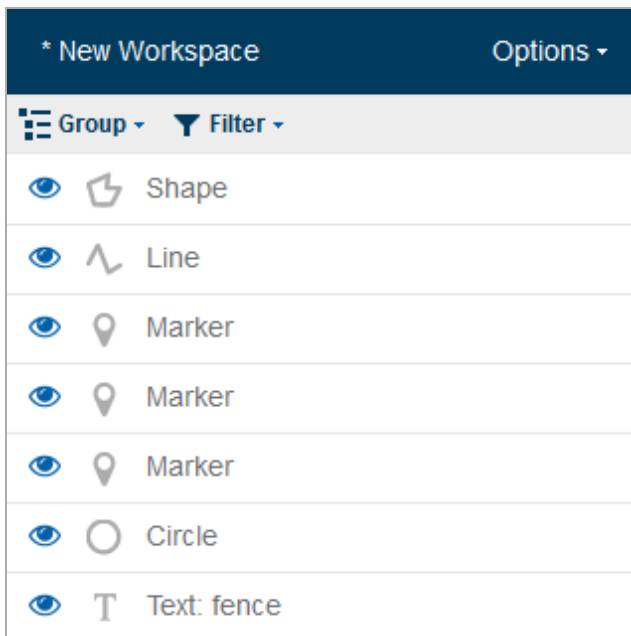 * New Workspace Options
Group Filter
Shape
Line
Marker
Marker
Marker
Circle
T Text: fence